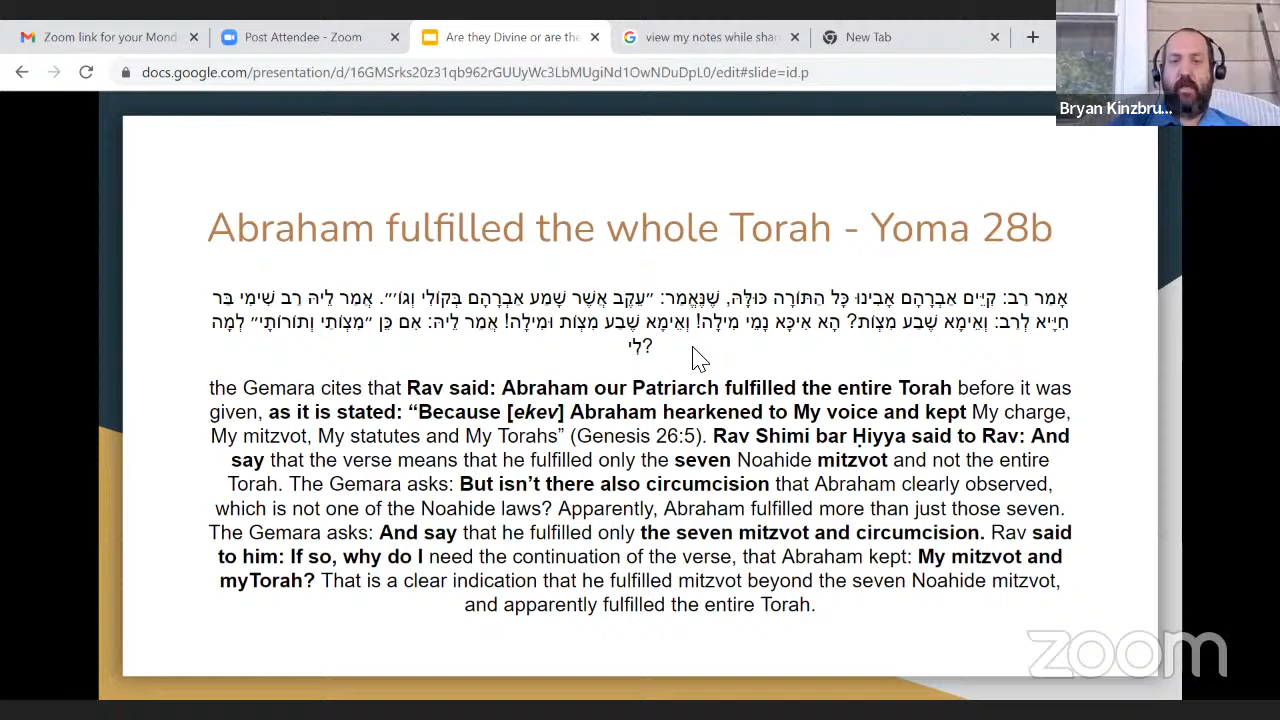 Zoom link for your Mond
Post Attendee - Zoom
Are they Divine or are the
view my notes while shar
New Tab
docs.google.com/presentation/d/16GMSrks20z31qb962rGUUyWc3LbMUgiNd1OwNDuDpL0/edit#slide=id.p
Bryan Kinzbru...
Abraham fulfilled the whole Torah - Yoma 28b
אָמַר רַב: קִיֵּים אַבְרָהָם אָבִינוּ כׇּל הַתּוֹרָה כּוּלָּהּ, שֶׁנֶּאֱמַר: ״עֵקֶב אֲשֶׁר שָׁמַע אַבְרָהָם בְּקוֹלִי וְגוֹ׳״. אֲמַר לֵיהּ רַב שִׁימִי בַּר
חִיָּיא לְרַב: וְאֵימָא שֶׁבַע מִצְוֹת? הָא אִיכָּא נָמֵי מִילָה! וְאֵימָא שֶׁבַע מִצְוֹת וּמִילָה! אֲמַר לֵיהּ: אִם כֵּן ״מִצְוֹתַי וְתוֹרוֹתָי״ לְמָה
לִי?
the Gemara cites that Rav said: Abraham our Patriarch fulfilled the entire Torah before it was
given, as it is stated: “Because [ekev] Abraham hearkened to My voice and kept My charge,
My mitzvot, My statutes and My Torahs” (Genesis 26:5). Rav Shimi bar Ḥiyya said to Rav: And
say that the verse means that he fulfilled only the seven Noahide mitzvot and not the entire
Torah. The Gemara asks: But isn’t there also circumcision that Abraham clearly observed,
which is not one of the Noahide laws? Apparently, Abraham fulfilled more than just those seven.
The Gemara asks: And say that he fulfilled only the seven mitzvot and circumcision. Rav said
to him: If so, why do I need the continuation of the verse, that Abraham kept: My mitzvot and
myTorah? That is a clear indication that he fulfilled mitzvot beyond the seven Noahide mitzvot,
and apparently fulfilled the entire Torah.
zoom